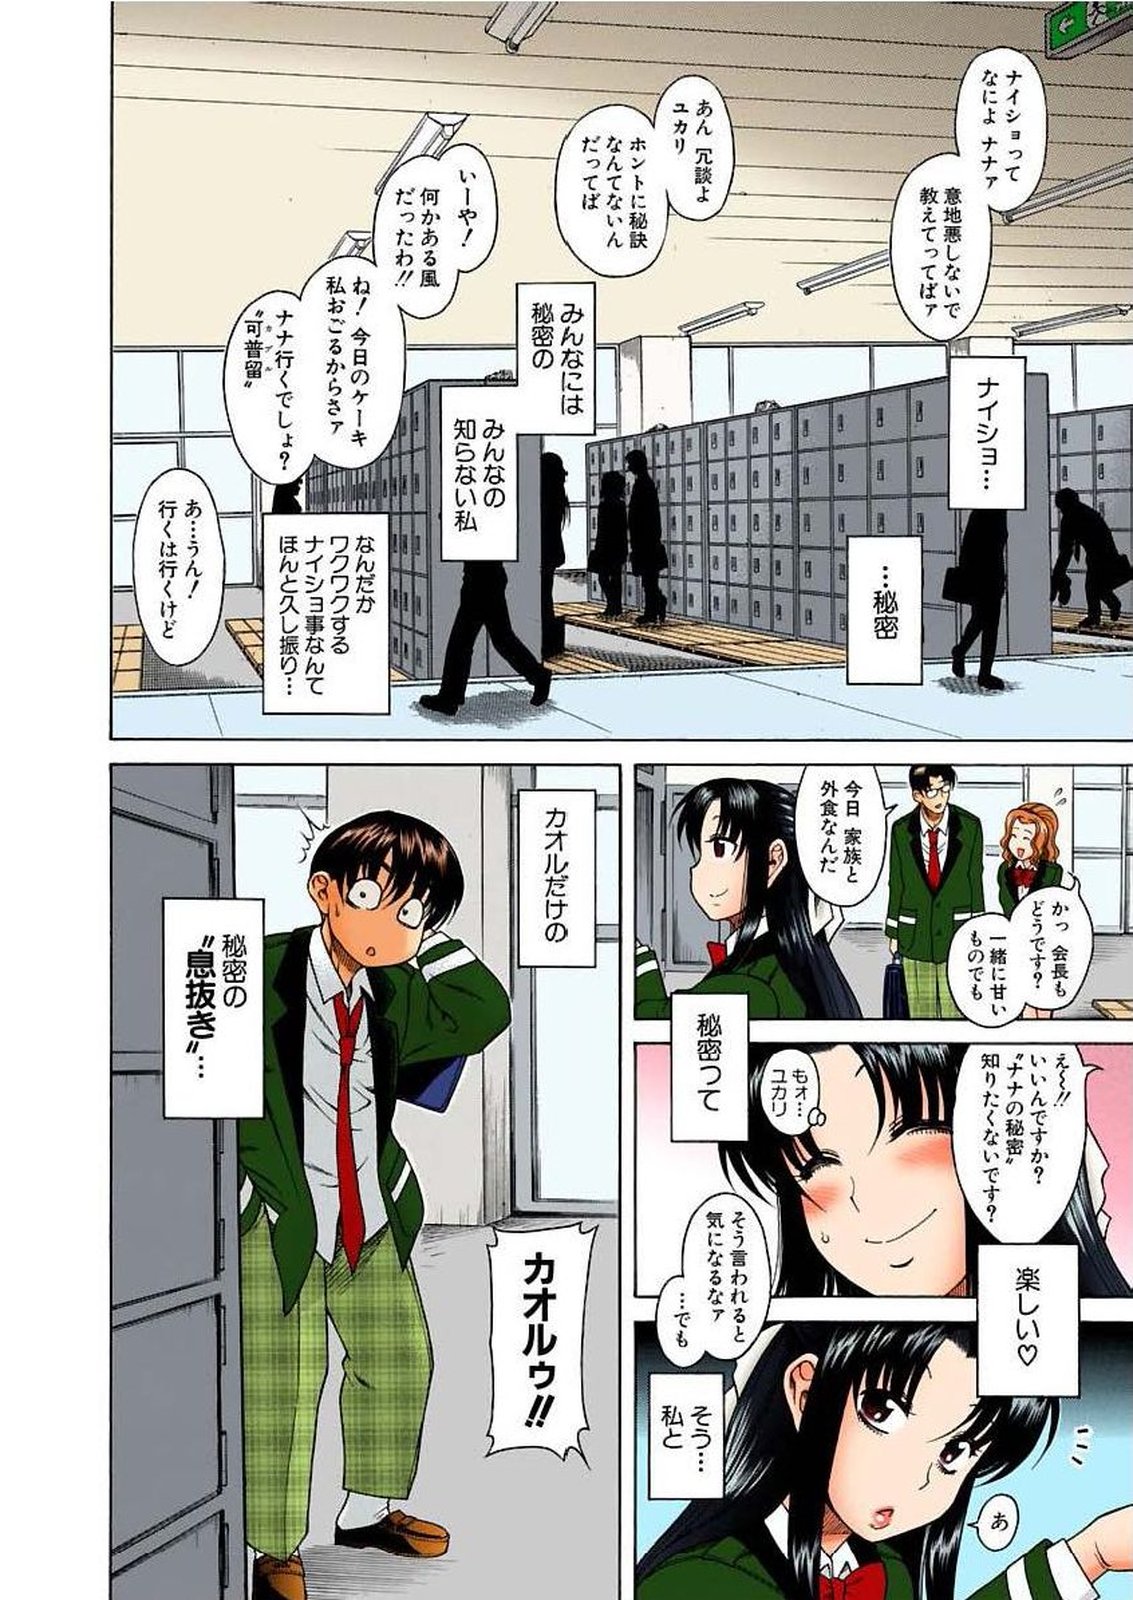 ナイショって
なによ ナナァ
意地悪しないで
教えてってばァ
あん 冗談よ
ユカリ
ホントに秘訣
なんてないん
だってば
いーや!
何かある風
だったわ!!
ね! 今日のケーキ
私おごるからさァ
ナナ行くでしょ?
〝可普留〟
カプル
あ…うん!
行くは行くけど
ナイショ…
…秘密
みんなには
秘密の
みんなの
知らない私
なんだか
ワクワクする
ナイショ事なんて
ほんと久し振り…
かっ 会長も
どうです?
一緒に甘い
ものでも
今日 家族と
外食なんだ
え〜!!
いいんですか?
〝ナナの秘密〟
知りたくないです?
もォ…
ユカリ
秘密って
楽しい♡
そう言われると
気になるなァ
…でも
あ
そう…
私と
カオルだけの
カオルゥ!!
秘密の
〝息抜き〟…